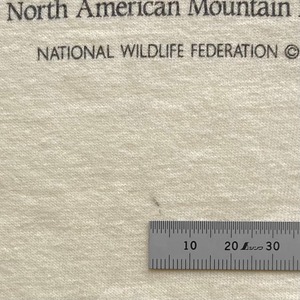 North American Mountain
NATIONAL WILDLIFE FEDERATION ©
10 20 30